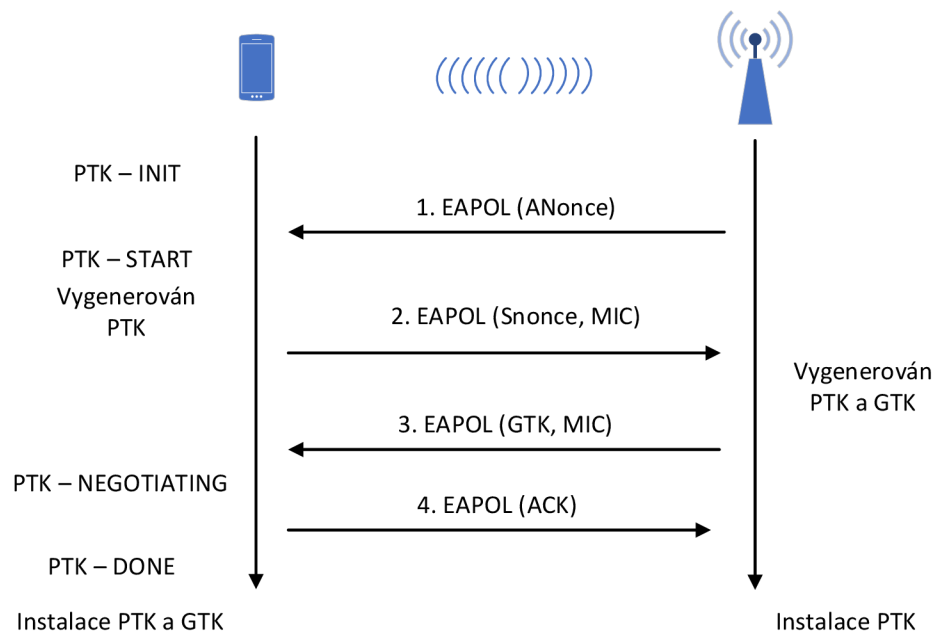 PTK – INIT
1. EAPOL (ANonce)
PTK – START
Vygenerován
PTK
2. EAPOL (Snonce, MIC)
Vygenerován
PTK a GTK
3. EAPOL (GTK, MIC)
PTK – NEGOTIATING
4. EAPOL (ACK)
PTK – DONE
Instalace PTK a GTK
Instalace PTK